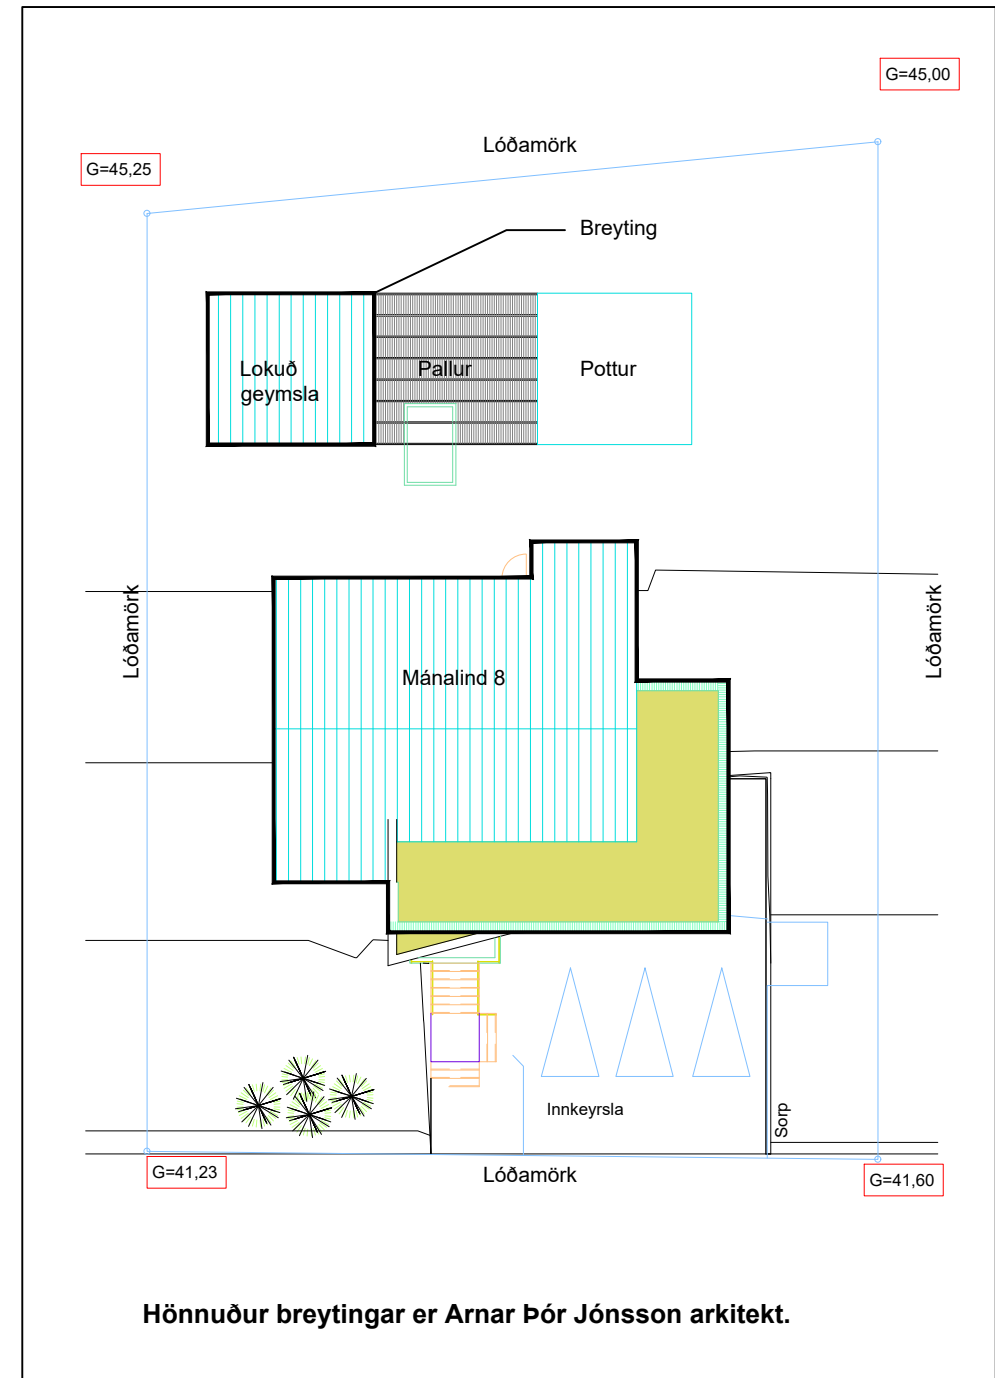 G=45,00
Lóðamörk
G=45,25
Breyting
Lokuð
geymsla
Pallur
Pottur
Lóðamörk
Lóðamörk
Mánalind 8
Innkeyrsla
Sorp
G=41,23
Lóðamörk
G=41,60
Hönnuður breytingar er Arnar Þór Jónsson arkitekt.